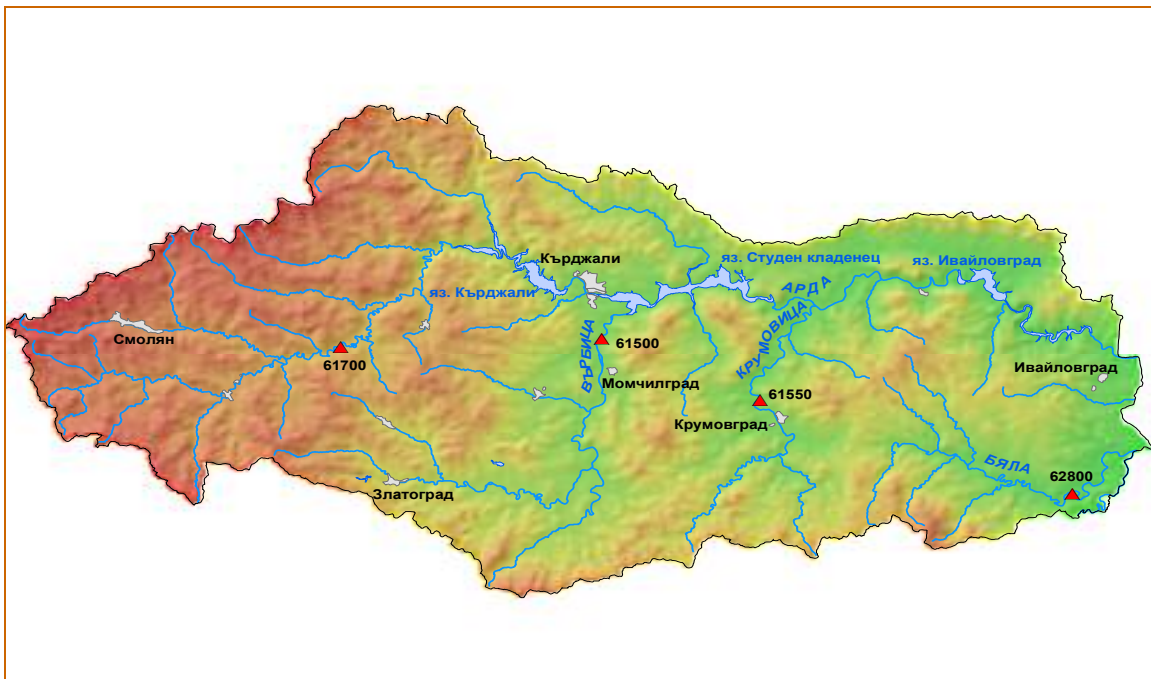 Кърджали
яз. Студен кладенец
яз. Ивайловград
яз. Кърджали
АРДА
Смолян
61700
ВЪРБИЦА
61500
КРУМОВИЦА
Момчилград
Ивайловград
61550
Крумовград
БЯЛА
Златоград
62800